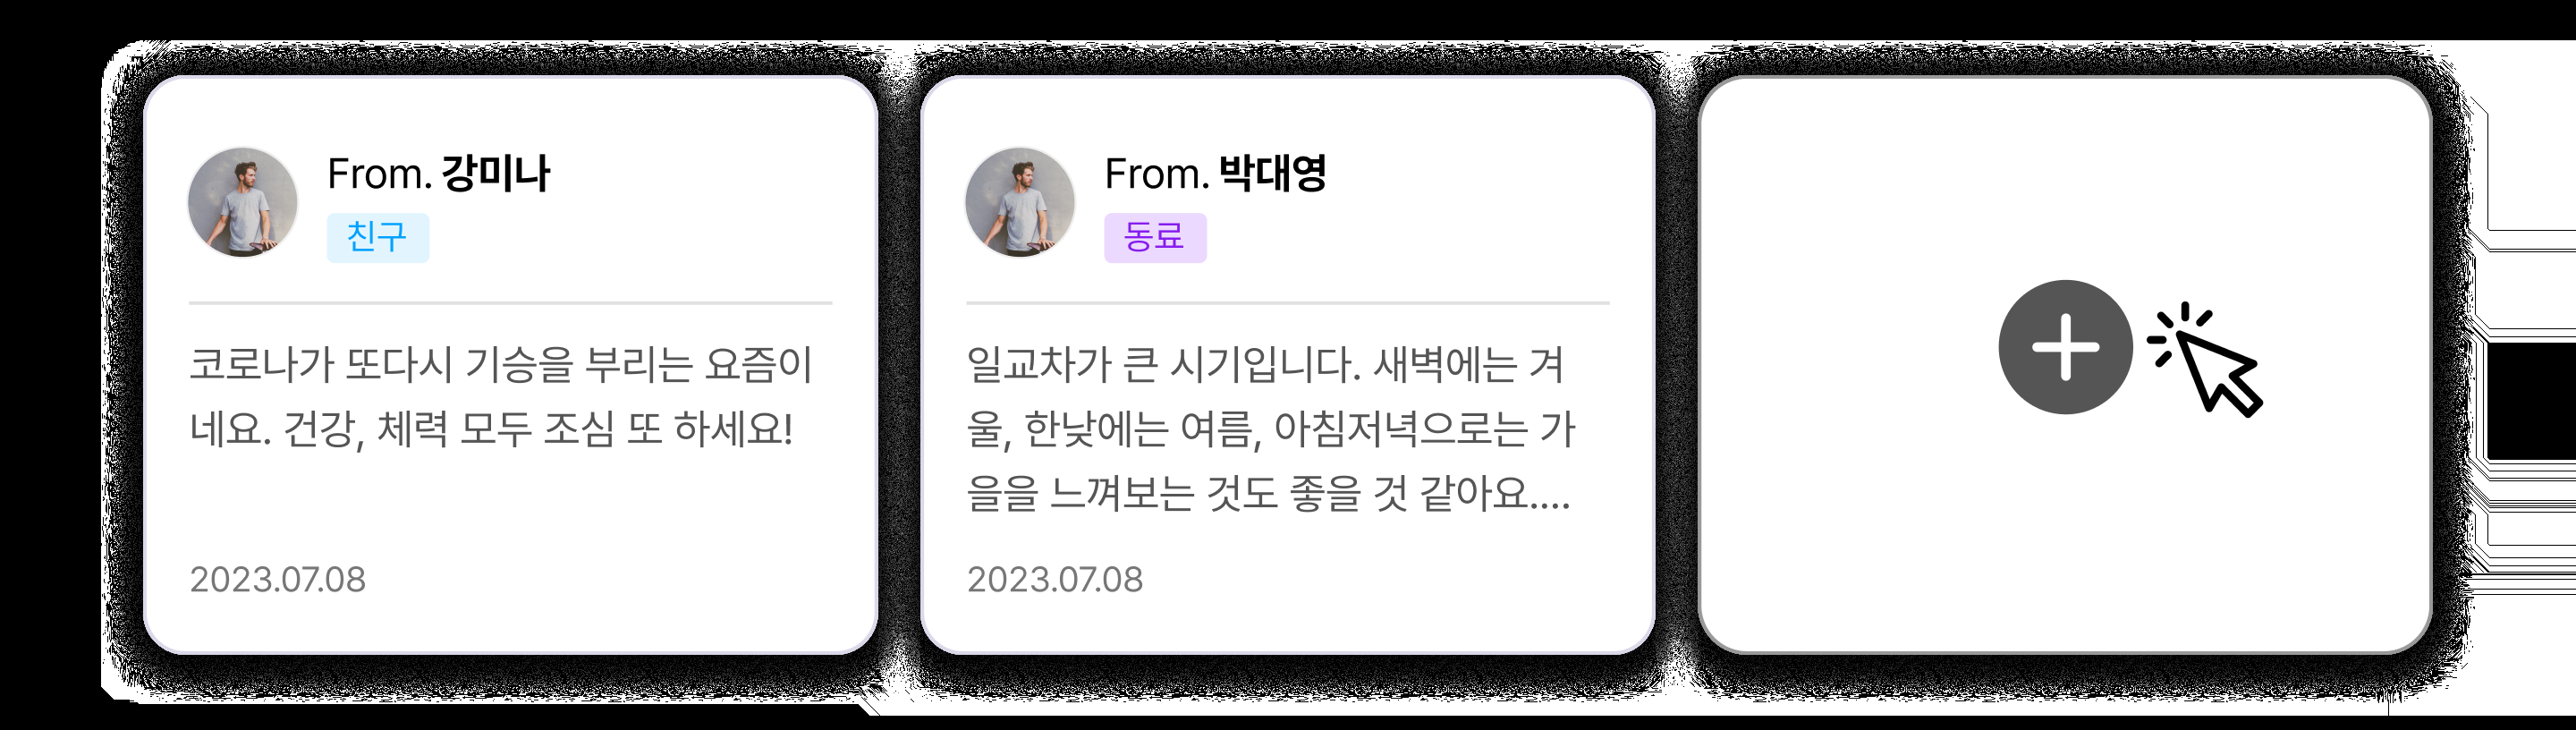 From. 강미나
친구
코로나가 또다시 기승을 부리는 요즘이
네요. 건강, 체력 모두 조심 또 하세요!
2023.07.08
From. 박대영
동료
일교차가 큰 시기입니다. 새벽에는 겨
울, 한낮에는 여름, 아침저녁으로는 가
을을 느껴보는 것도 좋을 것 같아요....
2023.07.08